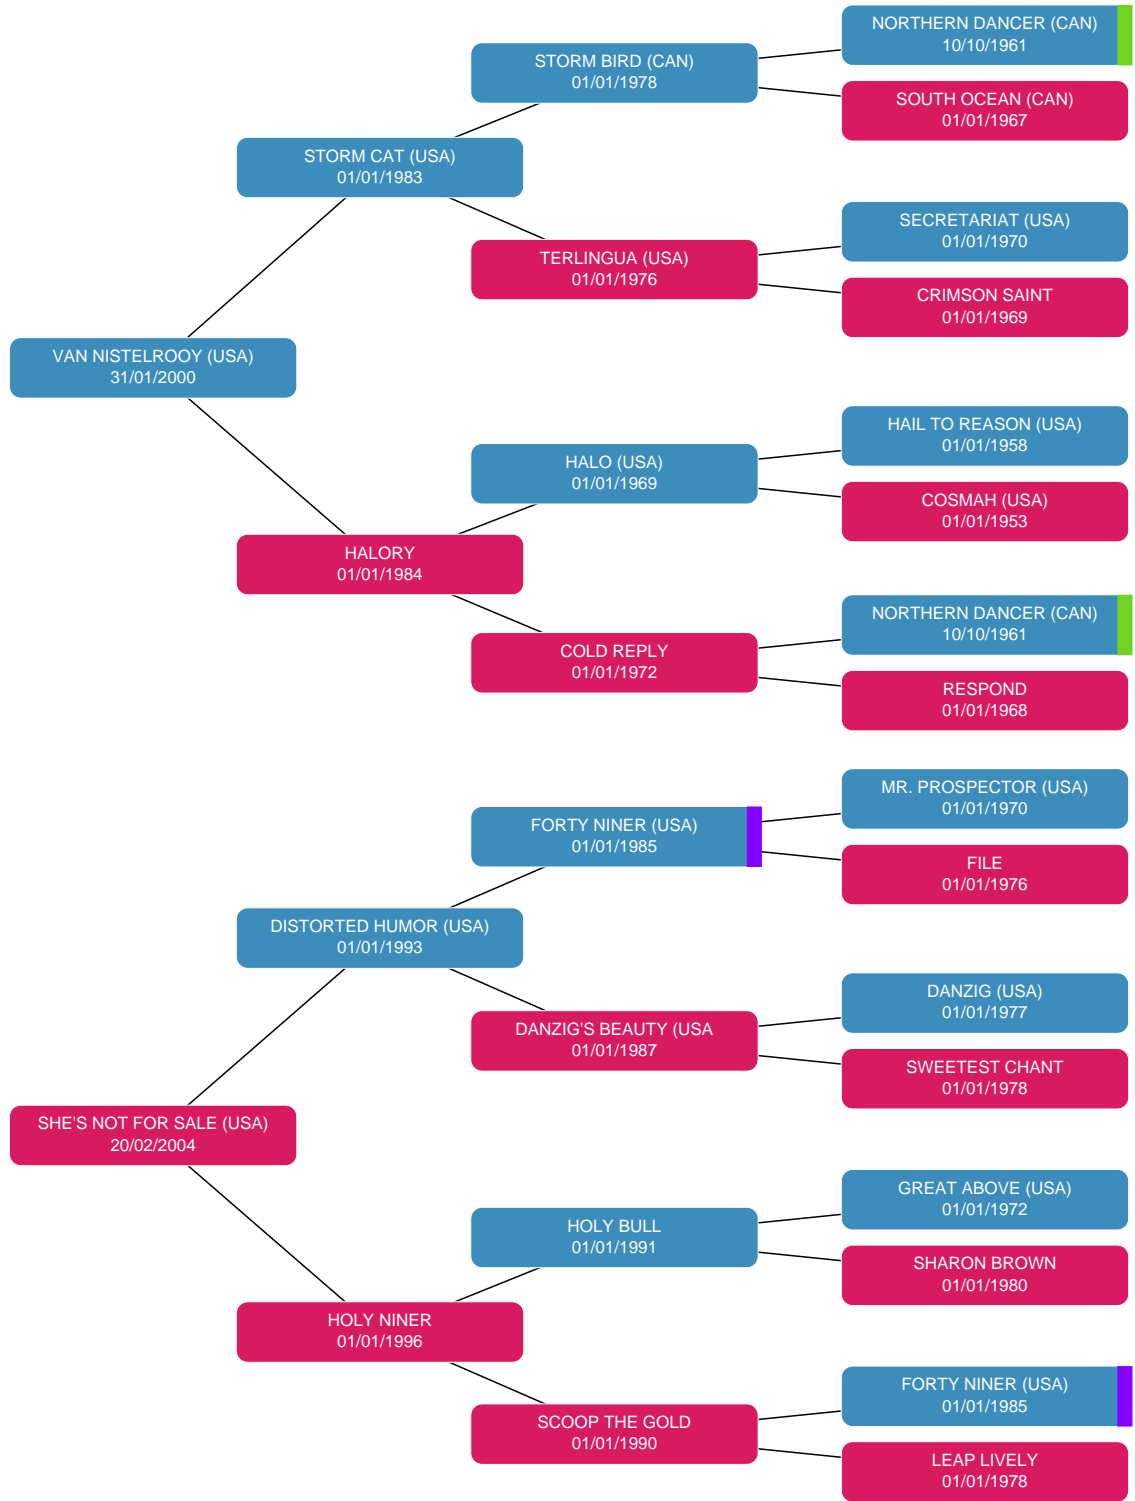 NORTHERN DANCER (CAN)
10/10/1961
STORM BIRD (CAN)
01/01/1978
SOUTH OCEAN (CAN)
01/01/1967
STORM CAT (USA)
01/01/1983
SECRETARIAT (USA)
01/01/1970
TERLINGUA (USA)
01/01/1976
CRIMSON SAINT
01/01/1969
VAN NISTELROOY (USA)
31/01/2000
HAIL TO REASON (USA)
01/01/1958
HALO (USA)
01/01/1969
COSMAH (USA)
01/01/1953
HALORY
01/01/1984
NORTHERN DANCER (CAN)
10/10/1961
COLD REPLY
01/01/1972
RESPOND
01/01/1968
MR. PROSPECTOR (USA)
01/01/1970
FORTY NINER (USA)
01/01/1985
FILE
01/01/1976
DISTORTED HUMOR (USA)
01/01/1993
DANZIG (USA)
01/01/1977
DANZIG'S BEAUTY (USA
01/01/1987
SWEETEST CHANT
01/01/1978
SHE'S NOT FOR SALE (USA)
20/02/2004
GREAT ABOVE (USA)
01/01/1972
HOLY BULL
01/01/1991
SHARON BROWN
01/01/1980
HOLY NINER
01/01/1996
FORTY NINER (USA)
01/01/1985
SCOOP THE GOLD
01/01/1990
LEAP LIVELY
01/01/1978